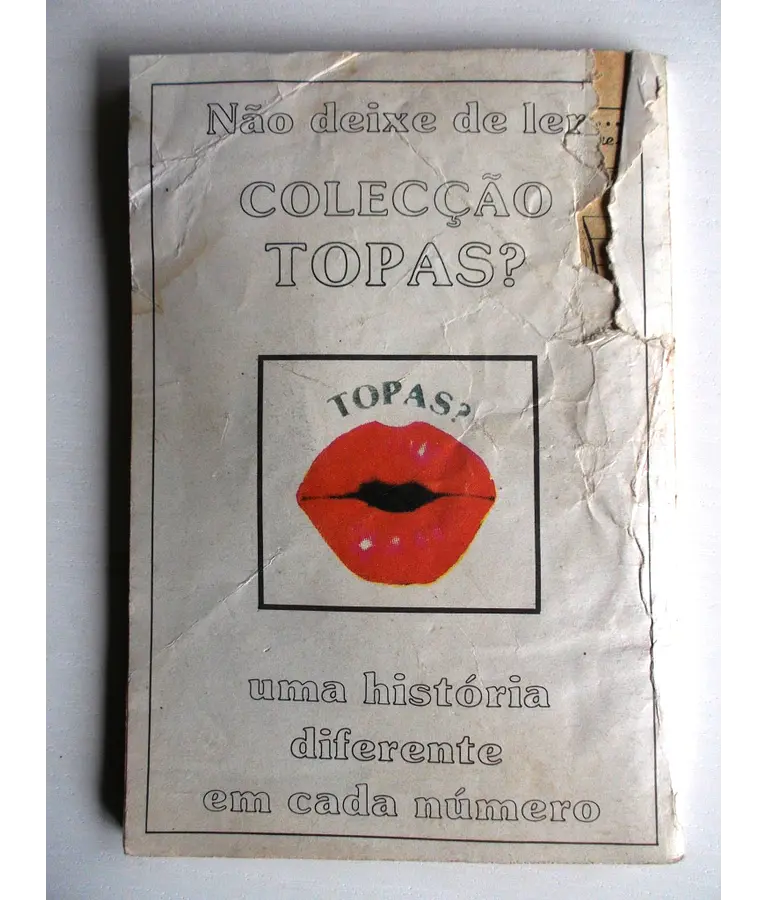 Não deixe de ler
COLECÇÃO
TOPAS?
TOPAS?
uma história
diferente
em cada número